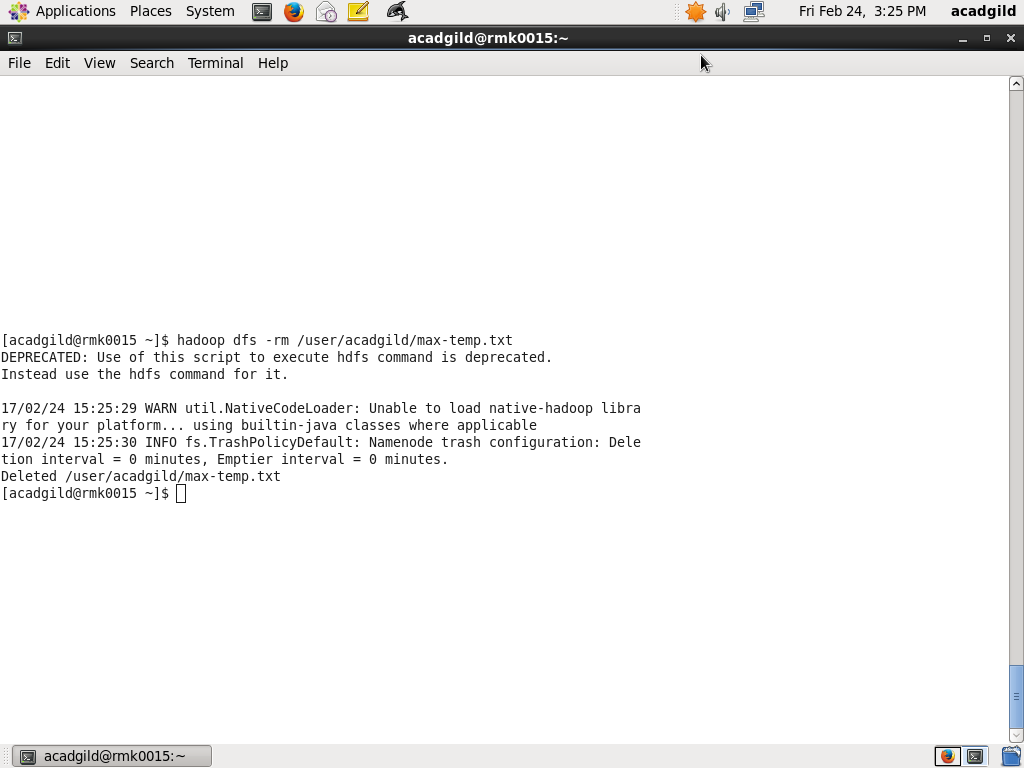 Applications Places System Fri Feb 24, 3:25 PM acadgild
acadgild@rmk0015:~
File Edit View Search Terminal Help
[acadgild@rmk0015 ~]$ hadoop dfs -rm /user/acadgild/max-temp.txt
DEPRECATED: Use of this script to execute hdfs command is deprecated.
Instead use the hdfs command for it.
17/02/24 15:25:29 WARN util.NativeCodeLoader: Unable to load native-hadoop libra
ry for your platform... using builtin-java classes where applicable
17/02/24 15:25:30 INFO fs.TrashPolicyDefault: Namenode trash configuration: Dele
tion interval = 0 minutes, Emptier interval = 0 minutes.
Deleted /user/acadgild/max-temp.txt
[acadgild@rmk0015 ~]$
acadgild@rmk0015:~